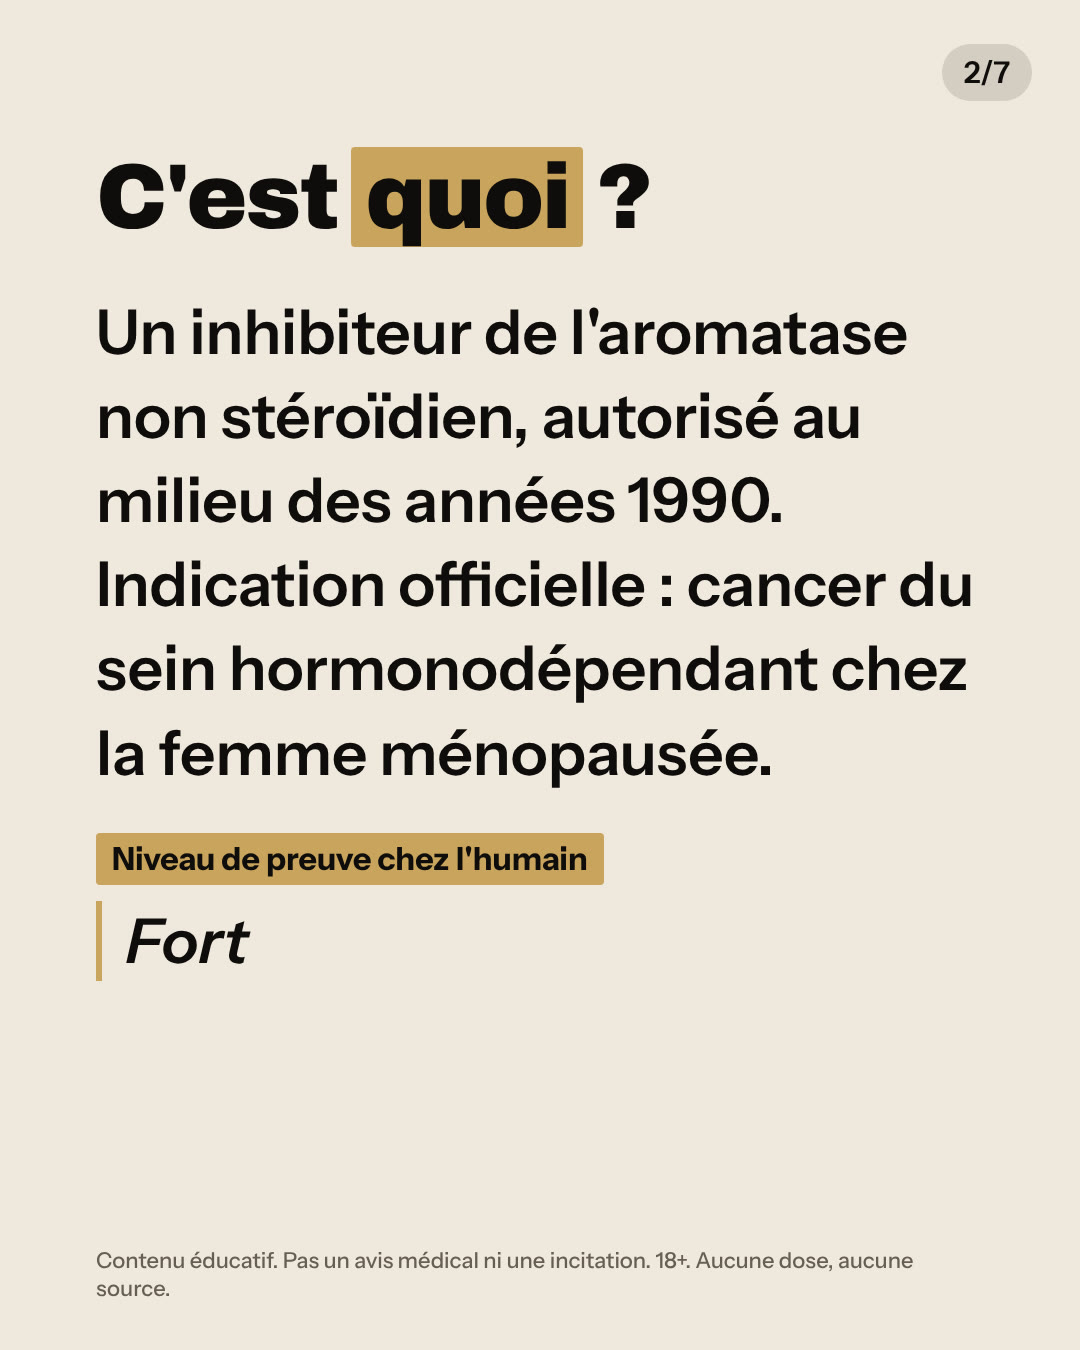 2/7
C'est quoi ?
Un inhibiteur de l'aromatase
non stéroïdien, autorisé au
milieu des années 1990.
Indication officielle : cancer du
sein hormonodépendant chez
la femme ménopausée.
Niveau de preuve chez l'humain
Fort
Contenu éducatif. Pas un avis médical ni une incitation. 18+. Aucune dose, aucune
source.